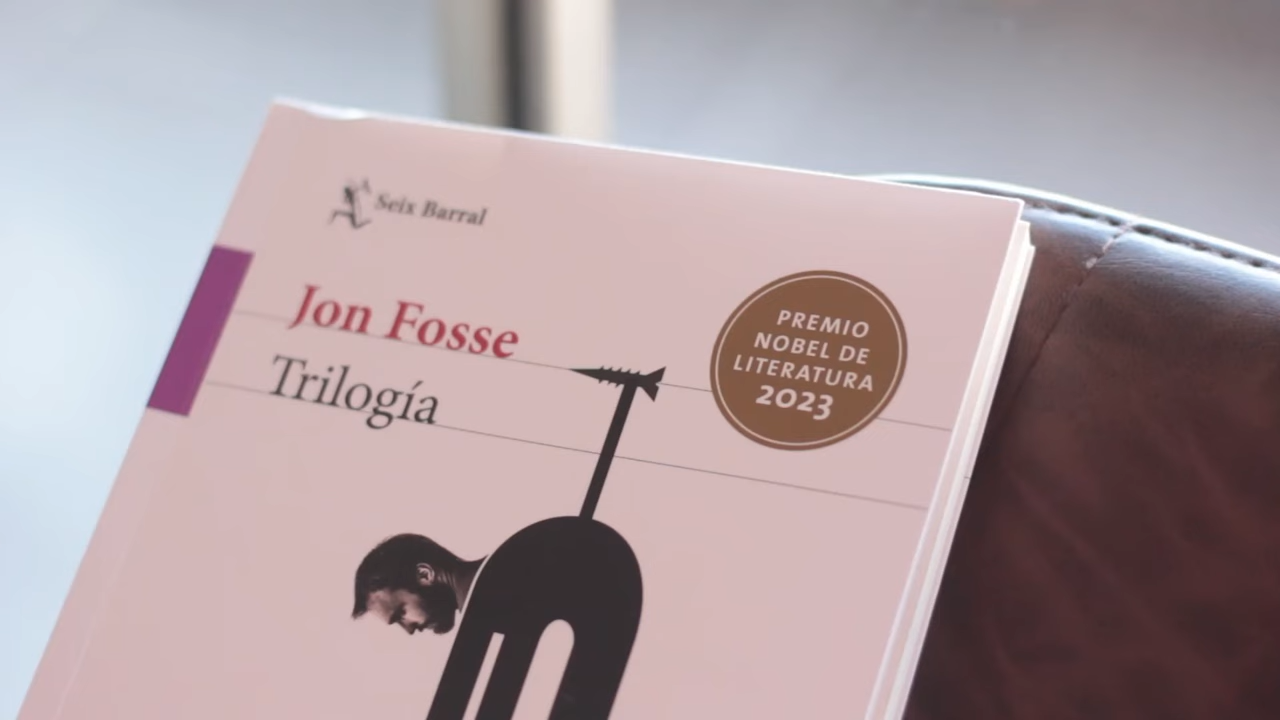 Seix Barral
Jon Fosse
Trilogía
PREMIO
NOBEL DE
LITERATURA
2023